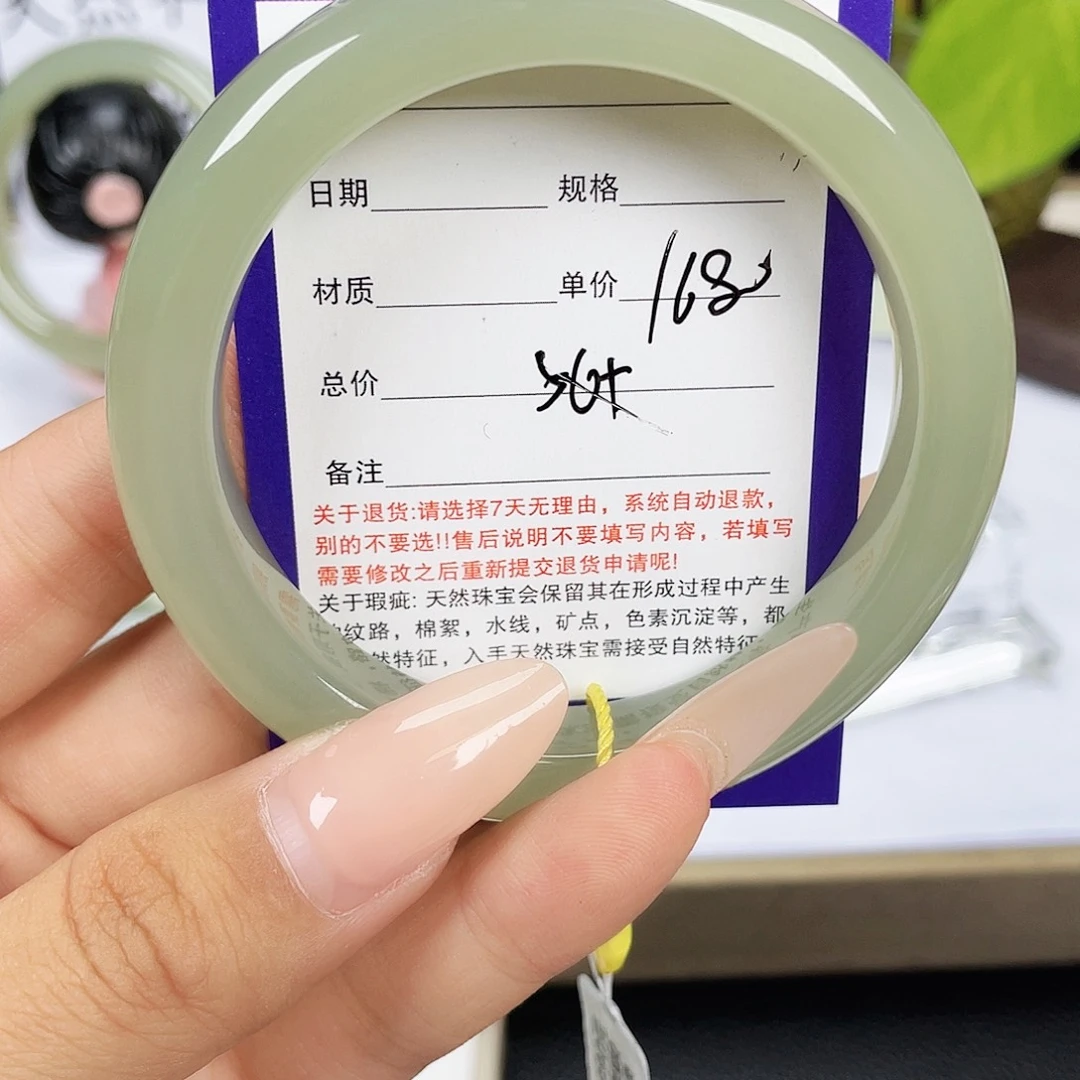 日期 规格
材质 单价 168
总价
备注
关于退货:请选择7天无理由，系统自动退款，
别的不要选!!售后说明不要填写内容，若填写
需要修改之后重新提交退货申请呢!
关于瑕疵: 天然珠宝会保留其在形成过程中产生
纹路，棉絮，水线，矿点，色素沉淀等，都
然特征，入手天然珠宝需接受自然特征